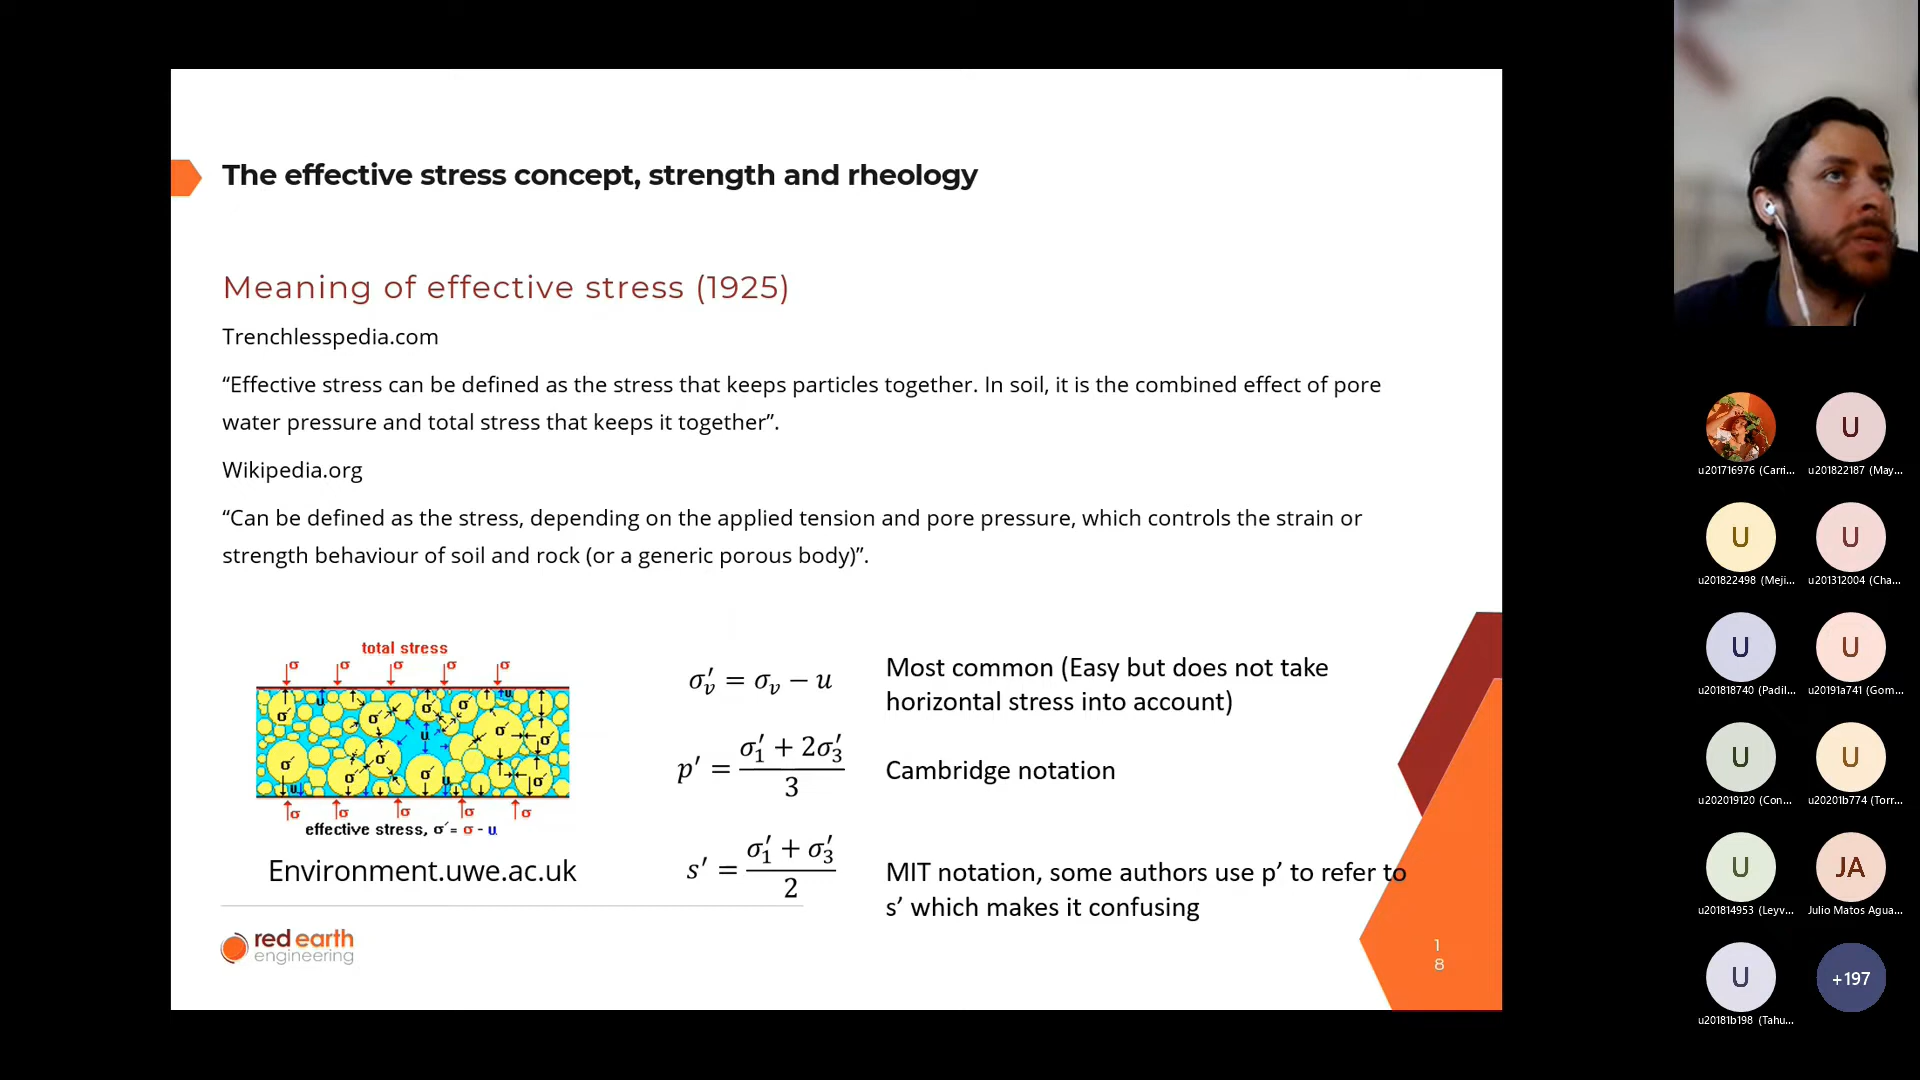 The effective stress concept, strength and rheology
Meaning of effective stress (1925)
Trenchlesspedia.com
“Effective stress can be defined as the stress that keeps particles together. In soil, it is the combined effect of pore
water pressure and total stress that keeps it together”.
Wikipedia.org
“Can be defined as the stress, depending on the applied tension and pore pressure, which controls the strain or
strength behaviour of soil and rock (or a generic porous body)”.
total stress
σ σ σ σ σ
σ´ u σ´ σ´ σ´ u σ´ σ´
u
σ´ σ´ σ´ σ´ u σ´
u
σ σ σ σ σ
effective stress, σ´= σ - u
Environment.uwe.ac.uk
σ′v = σv − u
Most common (Easy but does not take
horizontal stress into account)
p′ = (σ′1 + 2σ′3) / 3
Cambridge notation
s′ = (σ′1 + σ′3) / 2
MIT notation, some authors use p’ to refer to
s’ which makes it confusing
red earth
engineering
1
8
U
u201716976 (Carri...
u201822187 (May...
U
U
u201822498 (Meji...
u201312004 (Cha...
U
U
u201818740 (Padil...
u20191a741 (Gom...
U
U
u202019120 (Con...
u20201b774 (Torr...
U
JA
u201814953 (Leyv...
Julio Matos Agua...
U
+197
u20181b198 (Tahu...